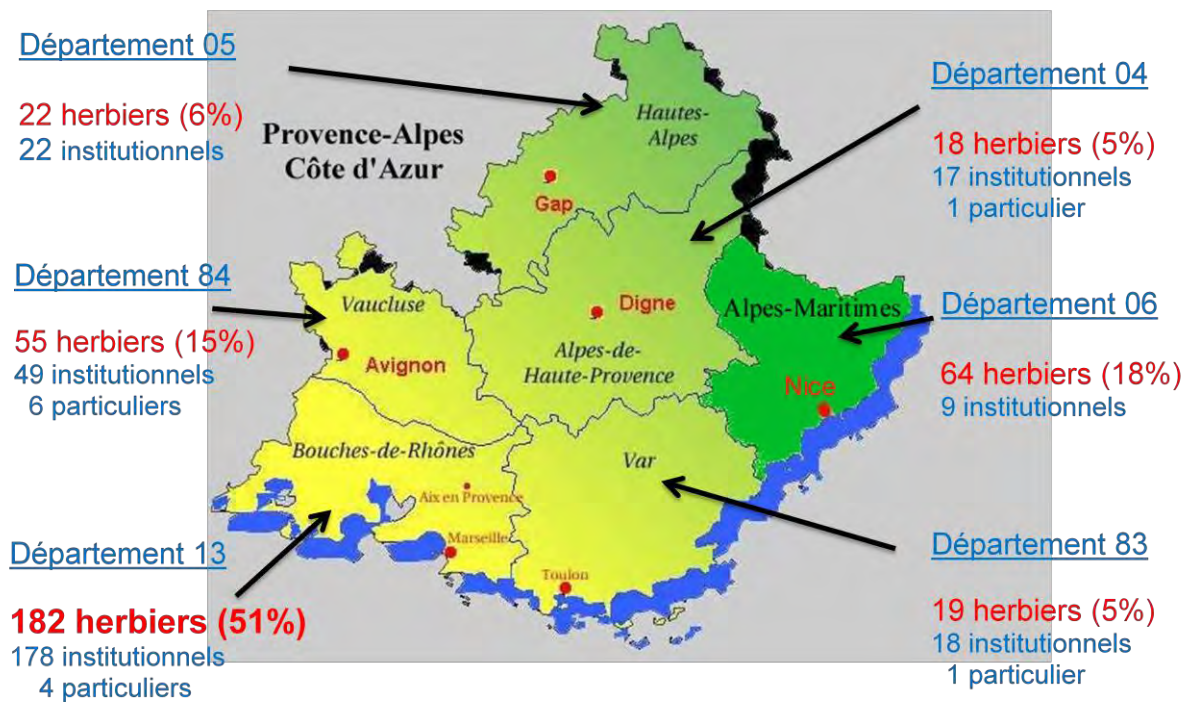 Département 05
22 herbiers (6%)
22 institutionnels
Provence-Alpes
Côte d'Azur
Hautes-
Alpes
Gap
Département 04
18 herbiers (5%)
17 institutionnels
1 particulier
Département 84
55 herbiers (15%)
49 institutionnels
6 particuliers
Vaucluse
Avignon
Digne
Alpes-de-
Haute-Provence
Alpes-Maritimes
Nice
Département 06
64 herbiers (18%)
9 institutionnels
Bouches-de-Rhônes
Aix en Provence
Marseille
Var
Toulon
Département 13
182 herbiers (51%)
178 institutionnels
4 particuliers
Département 83
19 herbiers (5%)
18 institutionnels
1 particulier